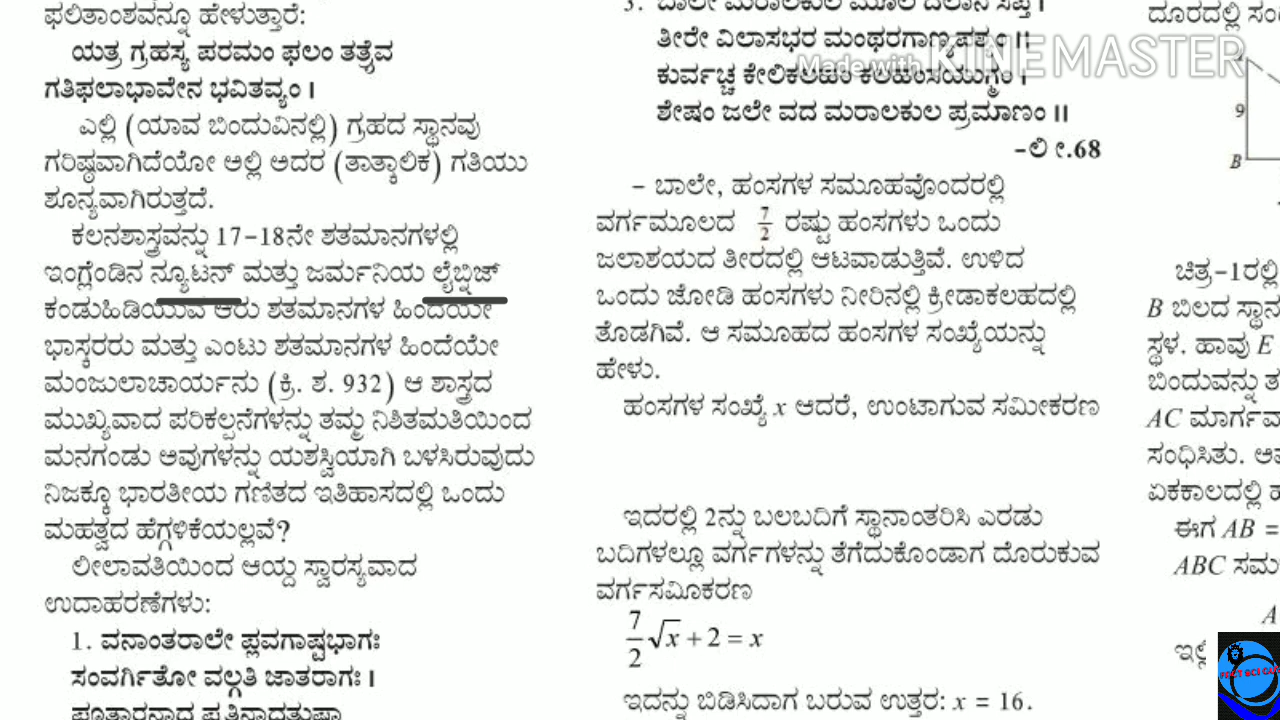 ಫಲಿತಾಂಶವನ್ನೂ ಹೇಳುತ್ತಾರೆ:
ಯತ್ರ ಗ್ರಹಸ್ಯ ಪರಮಂ ಫಲಂ ತತ್ರೈವ
ಗತಿಫಲಾಭಾವೇನ ಭವಿತವ್ಯಂ।
ಎಲ್ಲಿ (ಯಾವ ಬಿಂದುವಿನಲ್ಲಿ) ಗ್ರಹದ ಸ್ಥಾನವು
ಗರಿಷ್ಠವಾಗಿದೆಯೋ ಅಲ್ಲಿ ಅದರ (ತಾತ್ಕಾಲಿಕ) ಗತಿಯು
ಶೂನ್ಯವಾಗಿರುತ್ತದೆ.
ಕಲನಶಾಸ್ತ್ರವನ್ನು 17-18ನೇ ಶತಮಾನಗಳಲ್ಲಿ
ಇಂಗ್ಲೆಂಡಿನ ನ್ಯೂಟನ್ ಮತ್ತು ಜರ್ಮನಿಯ ಲೈಬ್ನಿಜ್
ಕಂಡುಹಿಡಿಯುವ ಆರು ಶತಮಾನಗಳ ಹಿಂದೆಯೇ
ಭಾಸ್ಕರರು ಮತ್ತು ಎಂಟು ಶತಮಾನಗಳ ಹಿಂದೆಯೇ
ಮಂಜುಲಾಚಾರ್ಯನು (ಕ್ರಿ. ಶ. 932) ಆ ಶಾಸ್ತ್ರದ
ಮುಖ್ಯವಾದ ಪರಿಕಲ್ಪನೆಗಳನ್ನು ತಮ್ಮ ನಿಶಿತಮತಿಯಿಂದ
ಮನಗಂಡು ಅವುಗಳನ್ನು ಯಶಸ್ವಿಯಾಗಿ ಬಳಸಿರುವುದು
ನಿಜಕ್ಕೂ ಭಾರತೀಯ ಗಣಿತದ ಇತಿಹಾಸದಲ್ಲಿ ಒಂದು
ಮಹತ್ವದ ಹೆಗ್ಗಳಿಕೆಯಲ್ಲವೆ?
ಲೀಲಾವತಿಯಿಂದ ಆಯ್ದ ಸ್ವಾರಸ್ಯವಾದ
ಉದಾಹರಣೆಗಳು:
1. ವನಾಂತರಾಲೇ ಪ್ಲವಗಾಷ್ಟಭಾಗಃ
ಸಂವರ್ಗಿತೋ ವಲ್ಗತಿ ಜಾತರಾಗಃ।
3. ಬಾಲೇ ಮರಾಲಕುಲ ಮೂಲ
ತೀರೇ ವಿಲಾಸಭರ ಮಂಥರಗಾಣ್ಯಪಶ್ಯಂ॥
Made with KINEMASTER
ಕುರ್ವಚ್ಚ ಕೇಲಿಕಲಹಂ ಕಲಹಂಸಯುಗ್ಮಂ।
ಶೇಷಂ ಜಲೇ ವದ ಮರಾಲಕುಲ ಪ್ರಮಾಣಂ॥
-ಲೀ.68
- ಬಾಲೇ, ಹಂಸಗಳ ಸಮೂಹವೊಂದರಲ್ಲಿ
ವರ್ಗಮೂಲದ 7/2 ರಷ್ಟು ಹಂಸಗಳು ಒಂದು
ಜಲಾಶಯದ ತೀರದಲ್ಲಿ ಆಟವಾಡುತ್ತಿವೆ. ಉಳಿದ
ಒಂದು ಜೋಡಿ ಹಂಸಗಳು ನೀರಿನಲ್ಲಿ ಕ್ರೀಡಾಕಲಹದಲ್ಲಿ
ತೊಡಗಿವೆ. ಆ ಸಮೂಹದ ಹಂಸಗಳ ಸಂಖ್ಯೆಯನ್ನು
ಹೇಳು.
ಹಂಸಗಳ ಸಂಖ್ಯೆ x ಆದರೆ, ಉಂಟಾಗುವ ಸಮೀಕರಣ
ಇದರಲ್ಲಿ 2ನ್ನು ಬಲಬದಿಗೆ ಸ್ಥಾನಾಂತರಿಸಿ ಎರಡು
ಬದಿಗಳಲ್ಲೂ ವರ್ಗಗಳನ್ನು ತೆಗೆದುಕೊಂಡಾಗ ದೊರುಕುವ
ವರ್ಗಸಮೀಕರಣ
7/2 √x + 2 = x
ಇದನ್ನು ಬಿಡಿಸಿದಾಗ ಬರುವ ಉತ್ತರ: x = 16.
ದೂರದಲ್ಲಿ
9
B
ಚಿತ್ರ-1ರಲ್ಲಿ
B ಬಿಲದ
ಸ್ಥಳ. ಹಾವು E
ಬಿಂದುವನ್ನು
AC
ಸಂಧಿಸಿತು.
ಏಕಕಾಲದಲ್ಲಿ
ಈಗ AB =
ABC
A